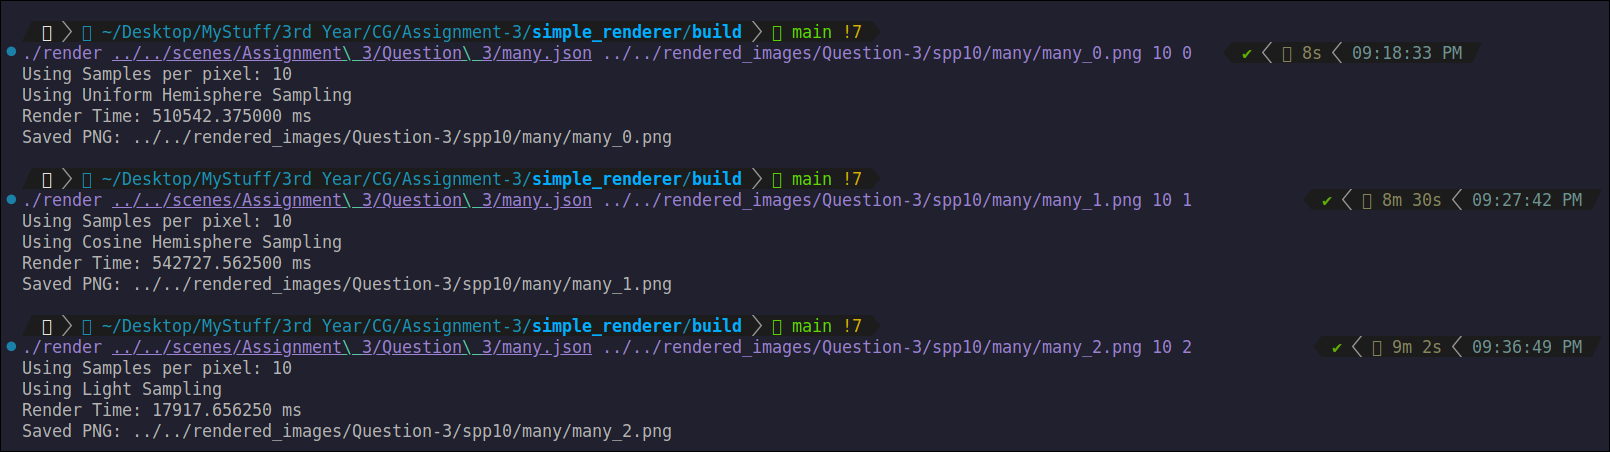 ~/Desktop/MyStuff/3rd Year/CG/Assignment-3/simple_renderer/build main !7
./render ../../scenes/Assignment\ 3/Question\ 3/many.json ../../rendered_images/Question-3/spp10/many/many_0.png 10 0 ✔ 8s 09:18:33 PM
Using Samples per pixel: 10
Using Uniform Hemisphere Sampling
Render Time: 510542.375000 ms
Saved PNG: ../../rendered_images/Question-3/spp10/many/many_0.png
~/Desktop/MyStuff/3rd Year/CG/Assignment-3/simple_renderer/build main !7
./render ../../scenes/Assignment\ 3/Question\ 3/many.json ../../rendered_images/Question-3/spp10/many/many_1.png 10 1 ✔ 8m 30s 09:27:42 PM
Using Samples per pixel: 10
Using Cosine Hemisphere Sampling
Render Time: 542727.562500 ms
Saved PNG: ../../rendered_images/Question-3/spp10/many/many_1.png
~/Desktop/MyStuff/3rd Year/CG/Assignment-3/simple_renderer/build main !7
./render ../../scenes/Assignment\ 3/Question\ 3/many.json ../../rendered_images/Question-3/spp10/many/many_2.png 10 2 ✔ 9m 2s 09:36:49 PM
Using Samples per pixel: 10
Using Light Sampling
Render Time: 17917.656250 ms
Saved PNG: ../../rendered_images/Question-3/spp10/many/many_2.png